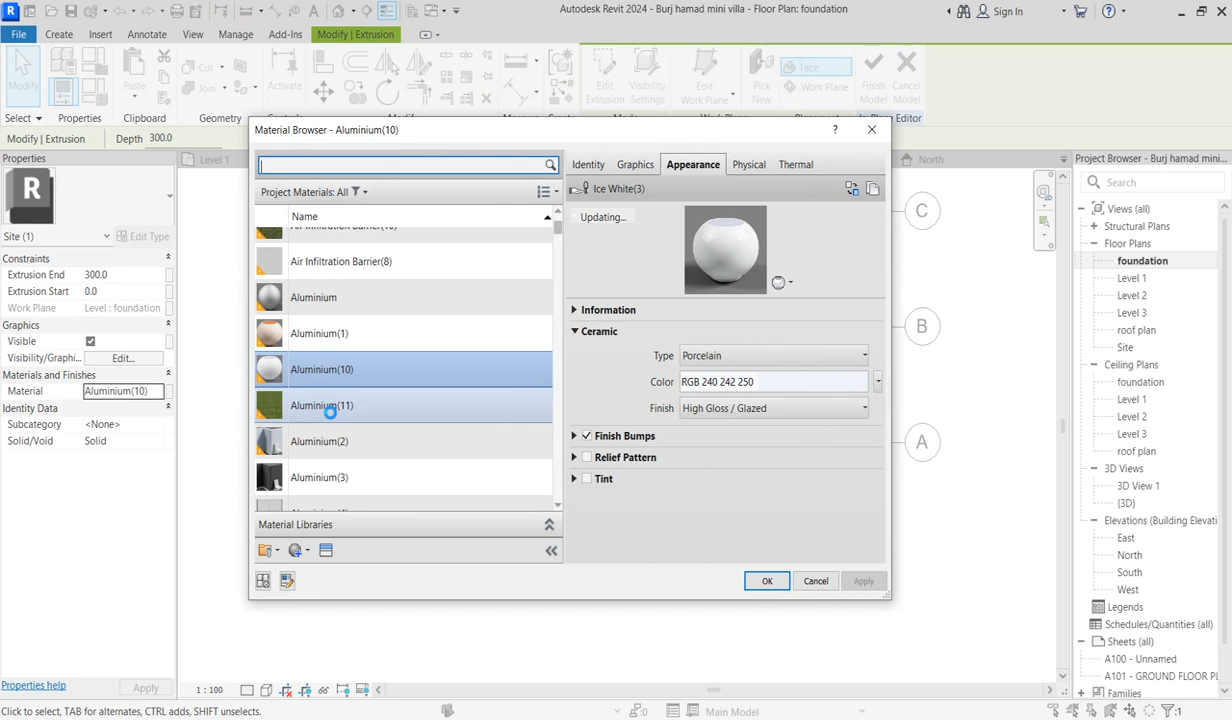 Autodesk Revit 2024 - Burj hamad mini villa - Floor Plan: foundation
Sign In
File Create Insert Annotate View Manage Add-Ins Modify | Extrusion
Modify
Paste
Cut
Join
Activate
Edit Extrusion
Visibility Settings
Edit Work Plane
Pick New
Face
Work Plane
Finish Model
Cancel Model
Select Properties Clipboard Geometry
Modify | Extrusion Depth 300.0
Properties
Site (1)
Edit Type
Constraints
Extrusion End 300.0
Extrusion Start 0.0
Work Plane Level : foundation
Graphics
Visible
Visibility/Graphi... Edit...
Materials and Finishes
Material Aluminium(10)
Identity Data
Subcategory <None>
Solid/Void Solid
Properties help
Apply
Level 1
North
C
B
A
Material Browser - Aluminium(10)
Project Materials: All
Name
Air Infiltration Barrier(8)
Aluminium
Aluminium(1)
Aluminium(10)
Aluminium(11)
Aluminium(2)
Aluminium(3)
Material Libraries
Identity Graphics Appearance Physical Thermal
Ice White(3)
Updating...
Information
Ceramic
Type Porcelain
Color RGB 240 242 250
Finish High Gloss / Glazed
Finish Bumps
Relief Pattern
Tint
OK Cancel Apply
Project Browser - Burj hamad mini...
Search
Views (all)
Structural Plans
Floor Plans
foundation
Level 1
Level 2
Level 3
roof plan
Site
Ceiling Plans
foundation
Level 1
Level 2
Level 3
roof plan
3D Views
3D View 1
{3D}
Elevations (Building Elevati
East
North
South
West
Legends
Schedules/Quantities (all)
Sheets (all)
A100 - Unnamed
A101 - GROUND FLOOR PL
Families
1 : 100
Click to select, TAB for alternates, CTRL adds, SHIFT unselects.
:0
Main Model
:1